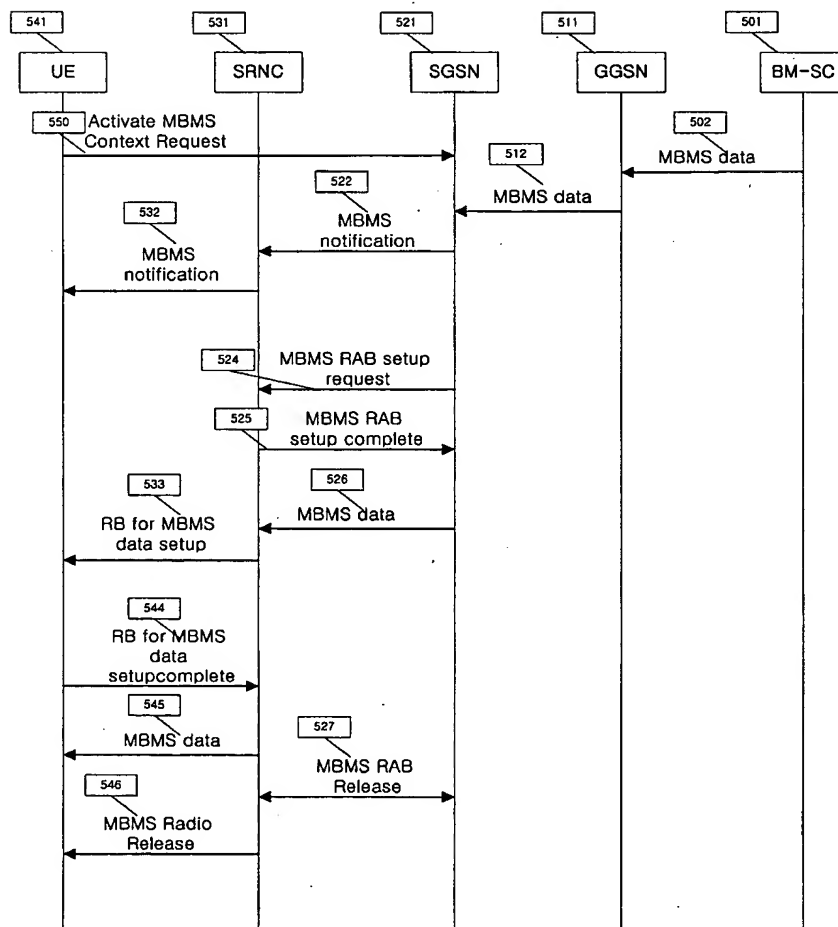 541
531
521
511
501
UE
SRNC
SGSN
GGSN
BM-SC
550
Activate MBMS
Context Request
502
MBMS data
512
MBMS data
522
MBMS
notification
532
MBMS
notification
524
MBMS RAB setup
request
525
MBMS RAB
setup complete
533
RB for MBMS
data setup
526
MBMS data
544
RB for MBMS
data
setupcomplete
545
MBMS data
527
MBMS RAB
Release
546
MBMS Radio
Release